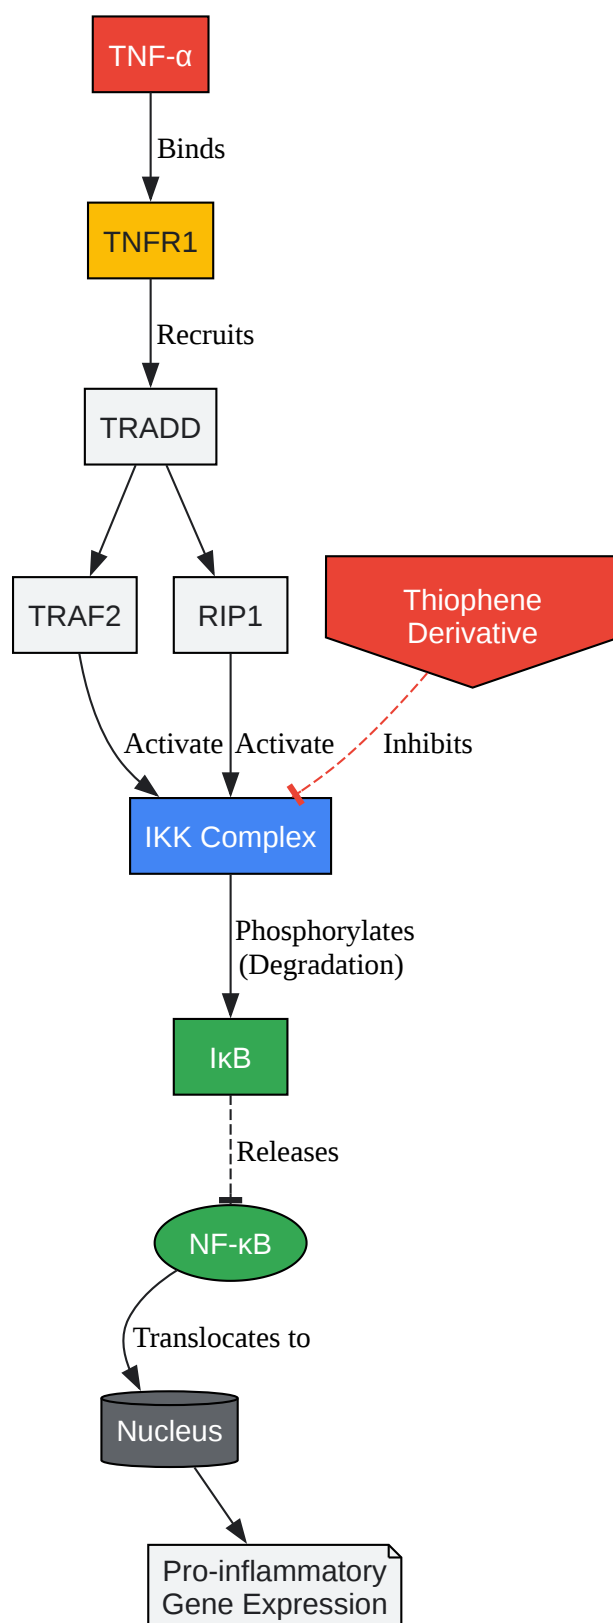 TNF-α
Binds
TNFR1
Recruits
TRADD
TRAF2
RIP1
Thiophene
Derivative
Activate
Activate
Inhibits
IKK Complex
Phosphorylates
(Degradation)
IκB
Releases
NF-κB
Translocates to
Nucleus
Pro-inflammatory
Gene Expression